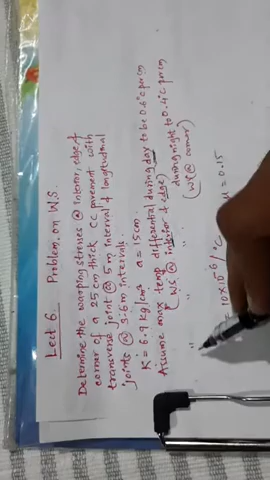 Lect 6. Problem on W.S.
Determine the warping stresses @ interior, edge &
corner of a 25 cm thick CC pavement with
transverse joint @ 5 m interval & longitudinal
joints @ 3.6 m intervals.
K = 6.9 kg/cm³ a = 15 cm.
Assume max temp differential during day to be 0.6°C per cm
(WS @ interior & edge)
" " " during night to 0.4°C per cm
(WS @ corner)
" = 10×10⁻⁶/°C = 0.15